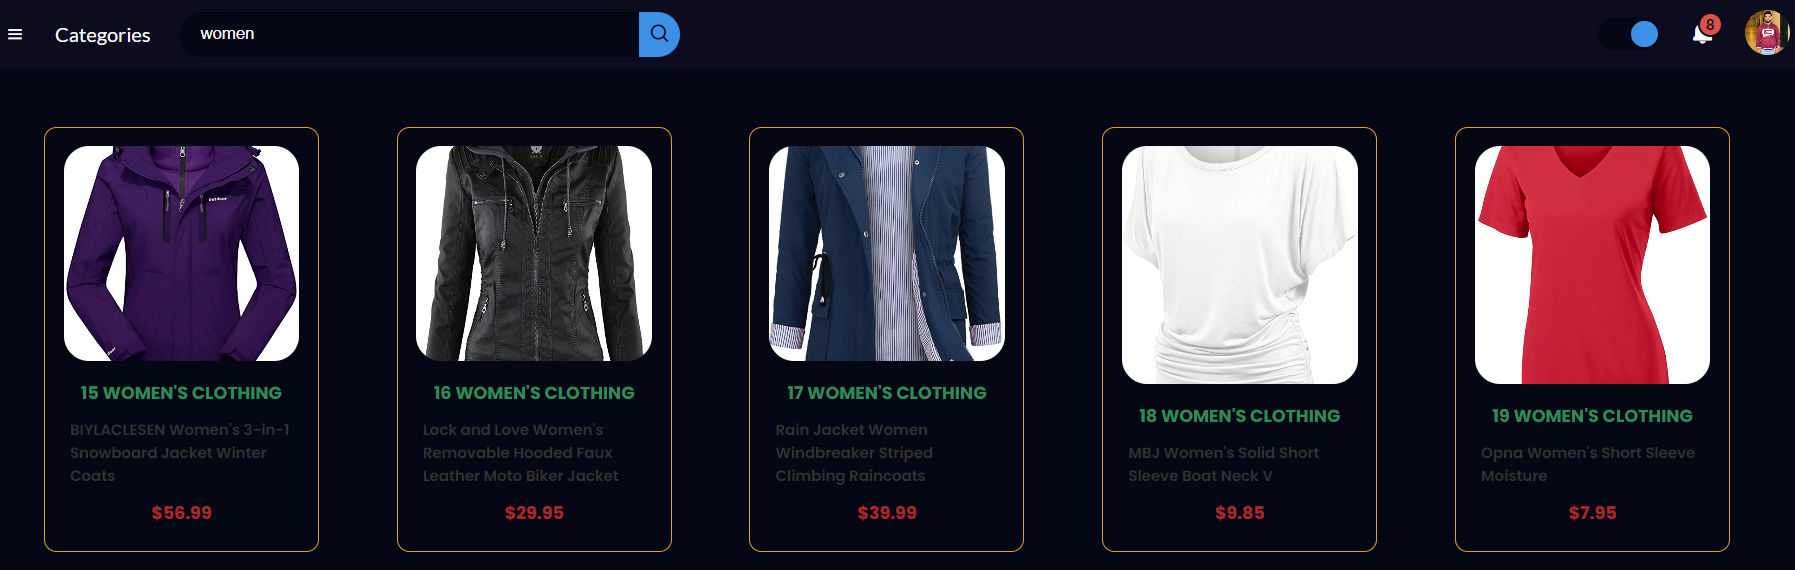 Categories
women
8
outdoor
15 WOMEN'S CLOTHING
BIYLACLESEN Women's 3-in-1
Snowboard Jacket Winter
Coats
$56.99
16 WOMEN'S CLOTHING
Lock and Love Women's
Removable Hooded Faux
Leather Moto Biker Jacket
$29.95
17 WOMEN'S CLOTHING
Rain Jacket Women
Windbreaker Striped
Climbing Raincoats
$39.99
18 WOMEN'S CLOTHING
MBJ Women's Solid Short
Sleeve Boat Neck V
$9.85
19 WOMEN'S CLOTHING
Opna Women's Short Sleeve
Moisture
$7.95